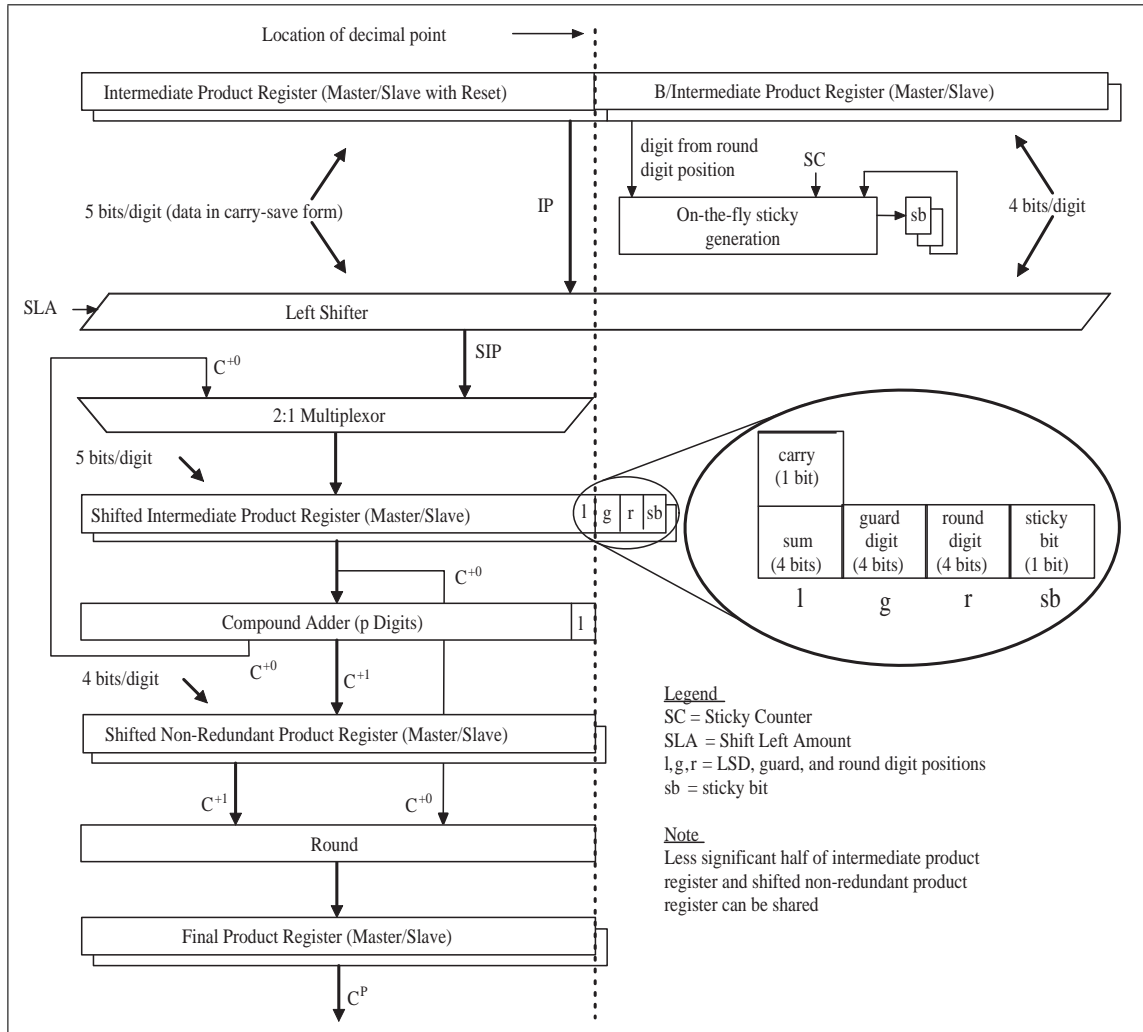 Location of decimal point
Intermediate Product Register (Master/Slave with Reset)
B/Intermediate Product Register (Master/Slave)
digit from round
digit position
SC
5 bits/digit (data in carry-save form)
IP
On-the-fly sticky
generation
sb
4 bits/digit
SLA
Left Shifter
SIP
C+0
2:1 Multiplexor
5 bits/digit
Shifted Intermediate Product Register (Master/Slave)
l
g
r
sb
carry
(1 bit)
sum
(4 bits)
guard
digit
(4 bits)
round
digit
(4 bits)
sticky
bit
(1 bit)
l
g
r
sb
C+0
Compound Adder (p Digits)
l
C+0
C+1
4 bits/digit
Shifted Non-Redundant Product Register (Master/Slave)
C+1
C+0
Round
Final Product Register (Master/Slave)
CP
Legend
SC = Sticky Counter
SLA = Shift Left Amount
l,g,r = LSD, guard, and round digit positions
sb = sticky bit
Note
Less significant half of intermediate product
register and shifted non-redundant product
register can be shared